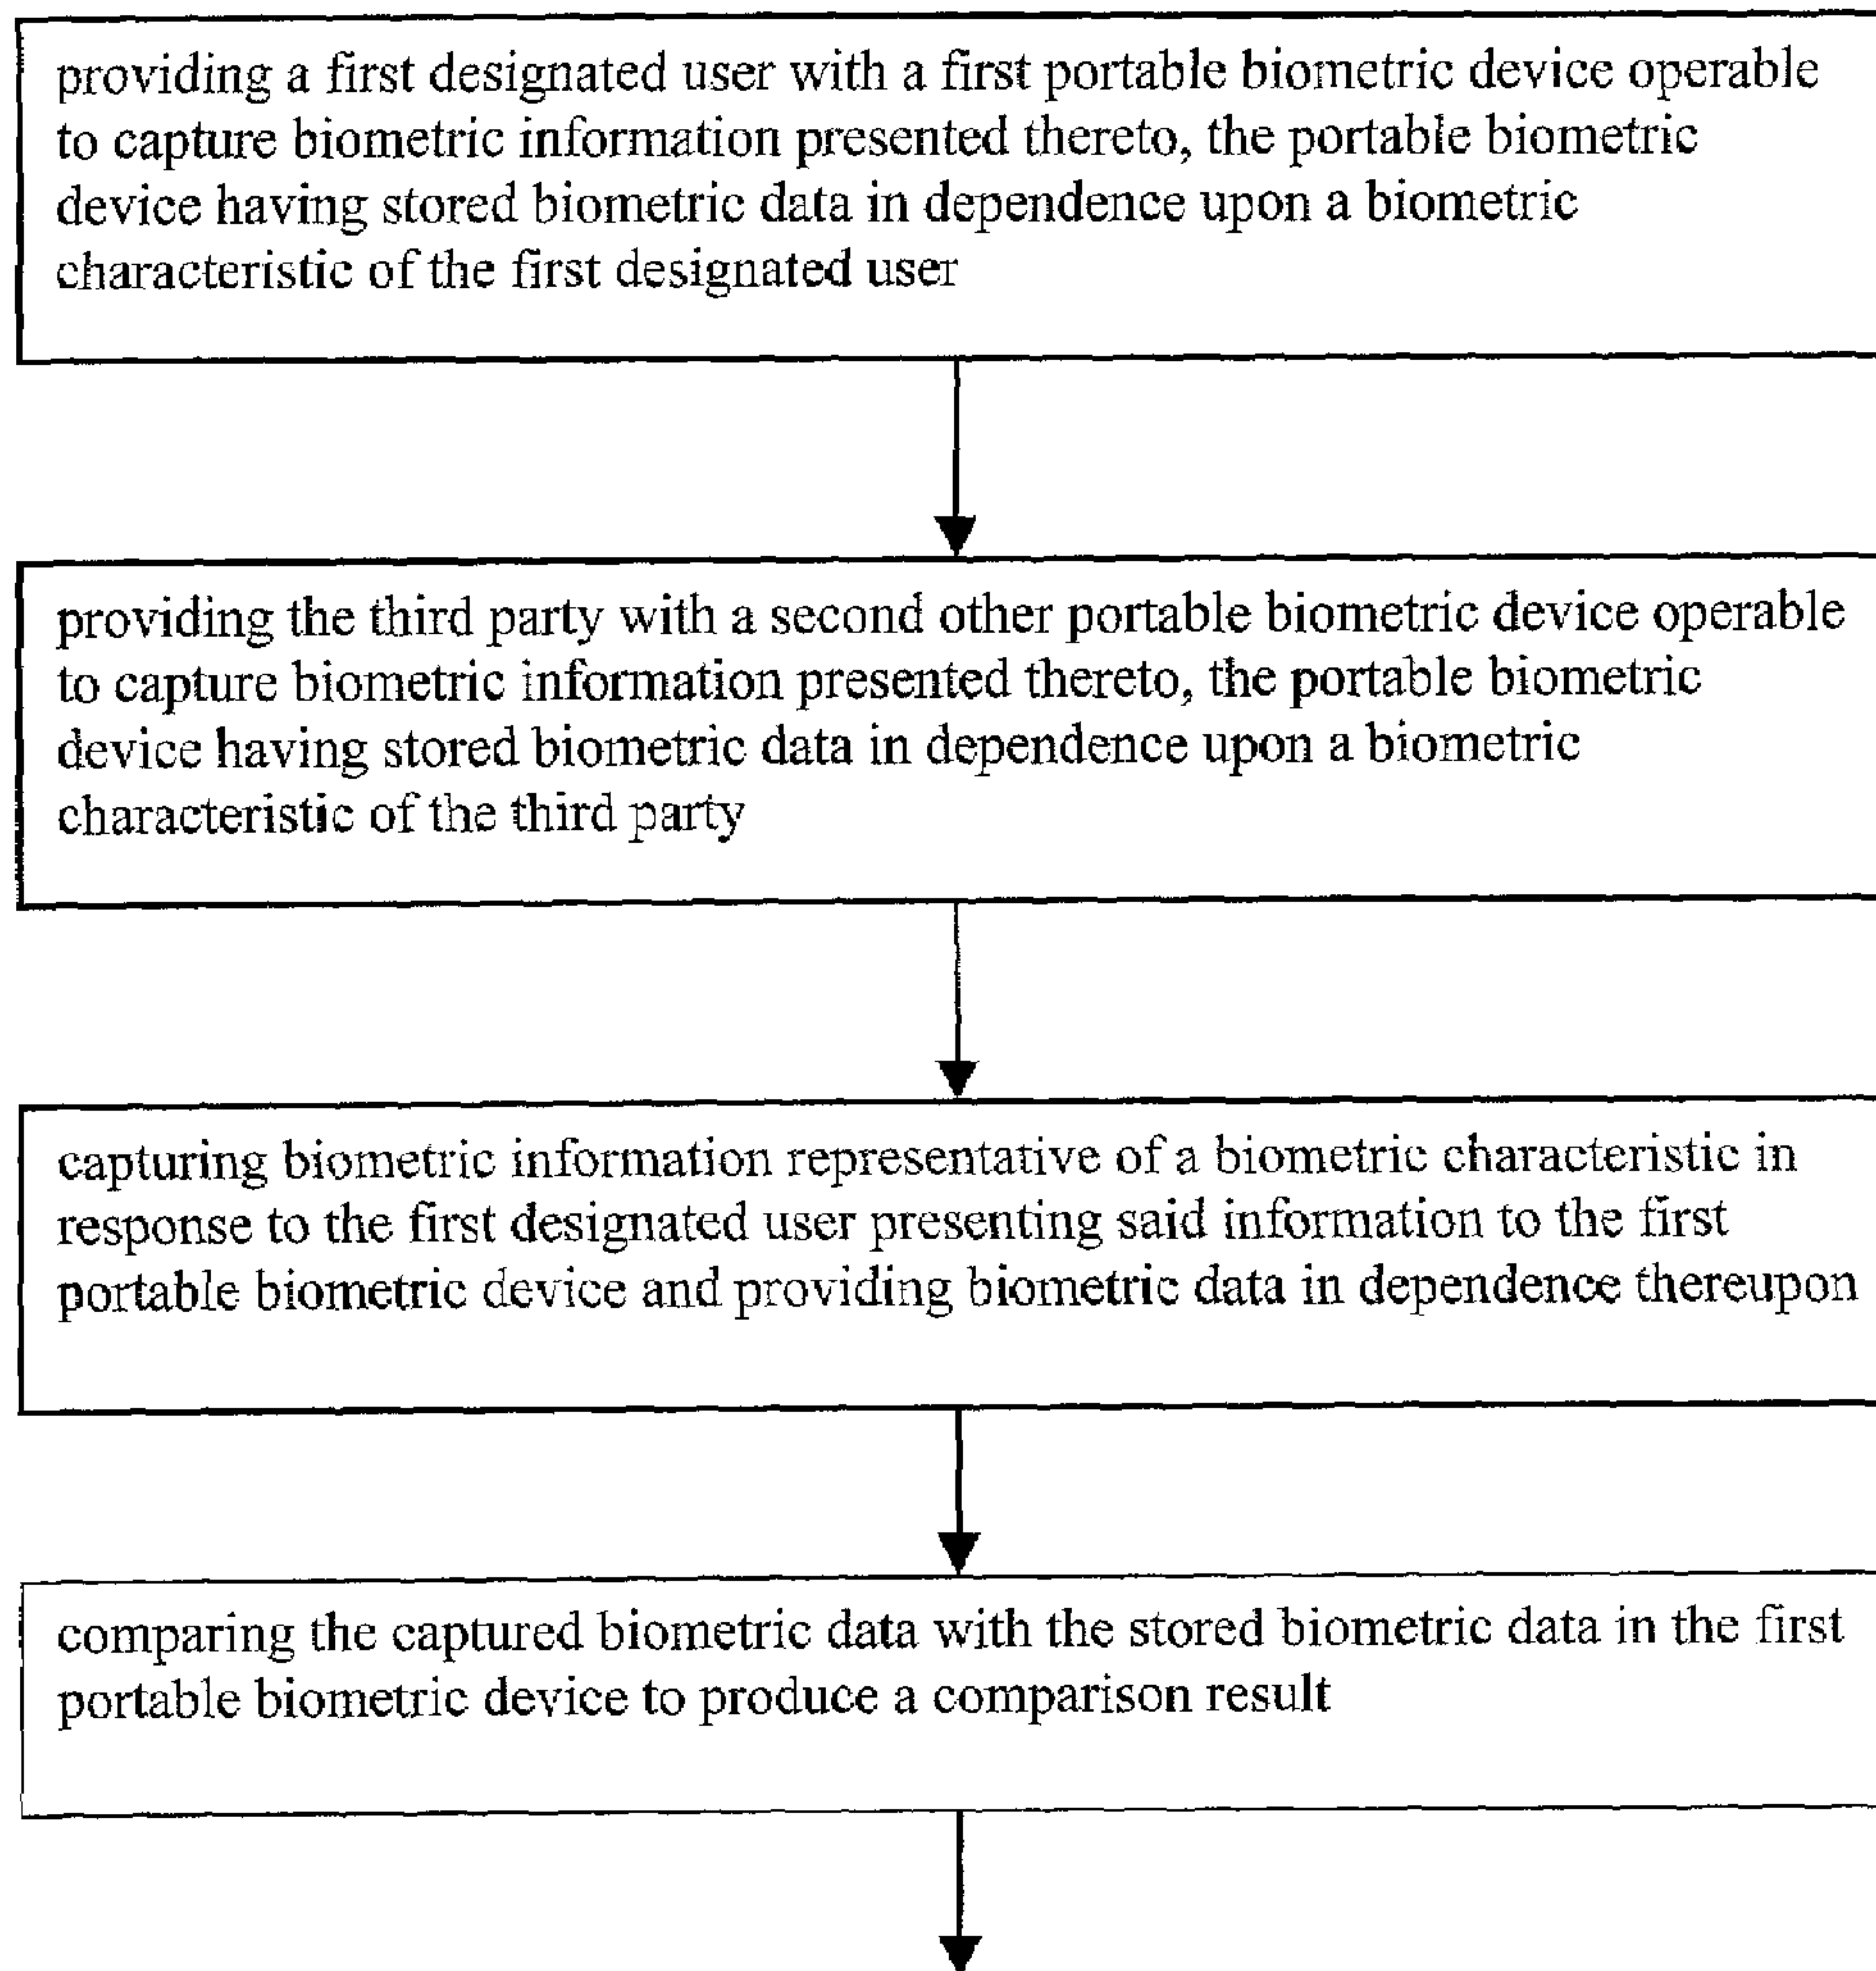 providing a first designated user with a first portable biometric device operable
to capture biometric information presented thereto, the portable biometric
device having stored biometric data in dependence upon a biometric
characteristic of the first designated user
providing the third party with a second other portable biometric device operable
to capture biometric information presented thereto, the portable biometric
device having stored biometric data in dependence upon a biometric
characteristic of the third party
capturing biometric information representative of a biometric characteristic in
response to the first designated user presenting said information to the first
portable biometric device and providing biometric data in dependence thereupon
comparing the captured biometric data with the stored biometric data in the first
portable biometric device to produce a comparison result